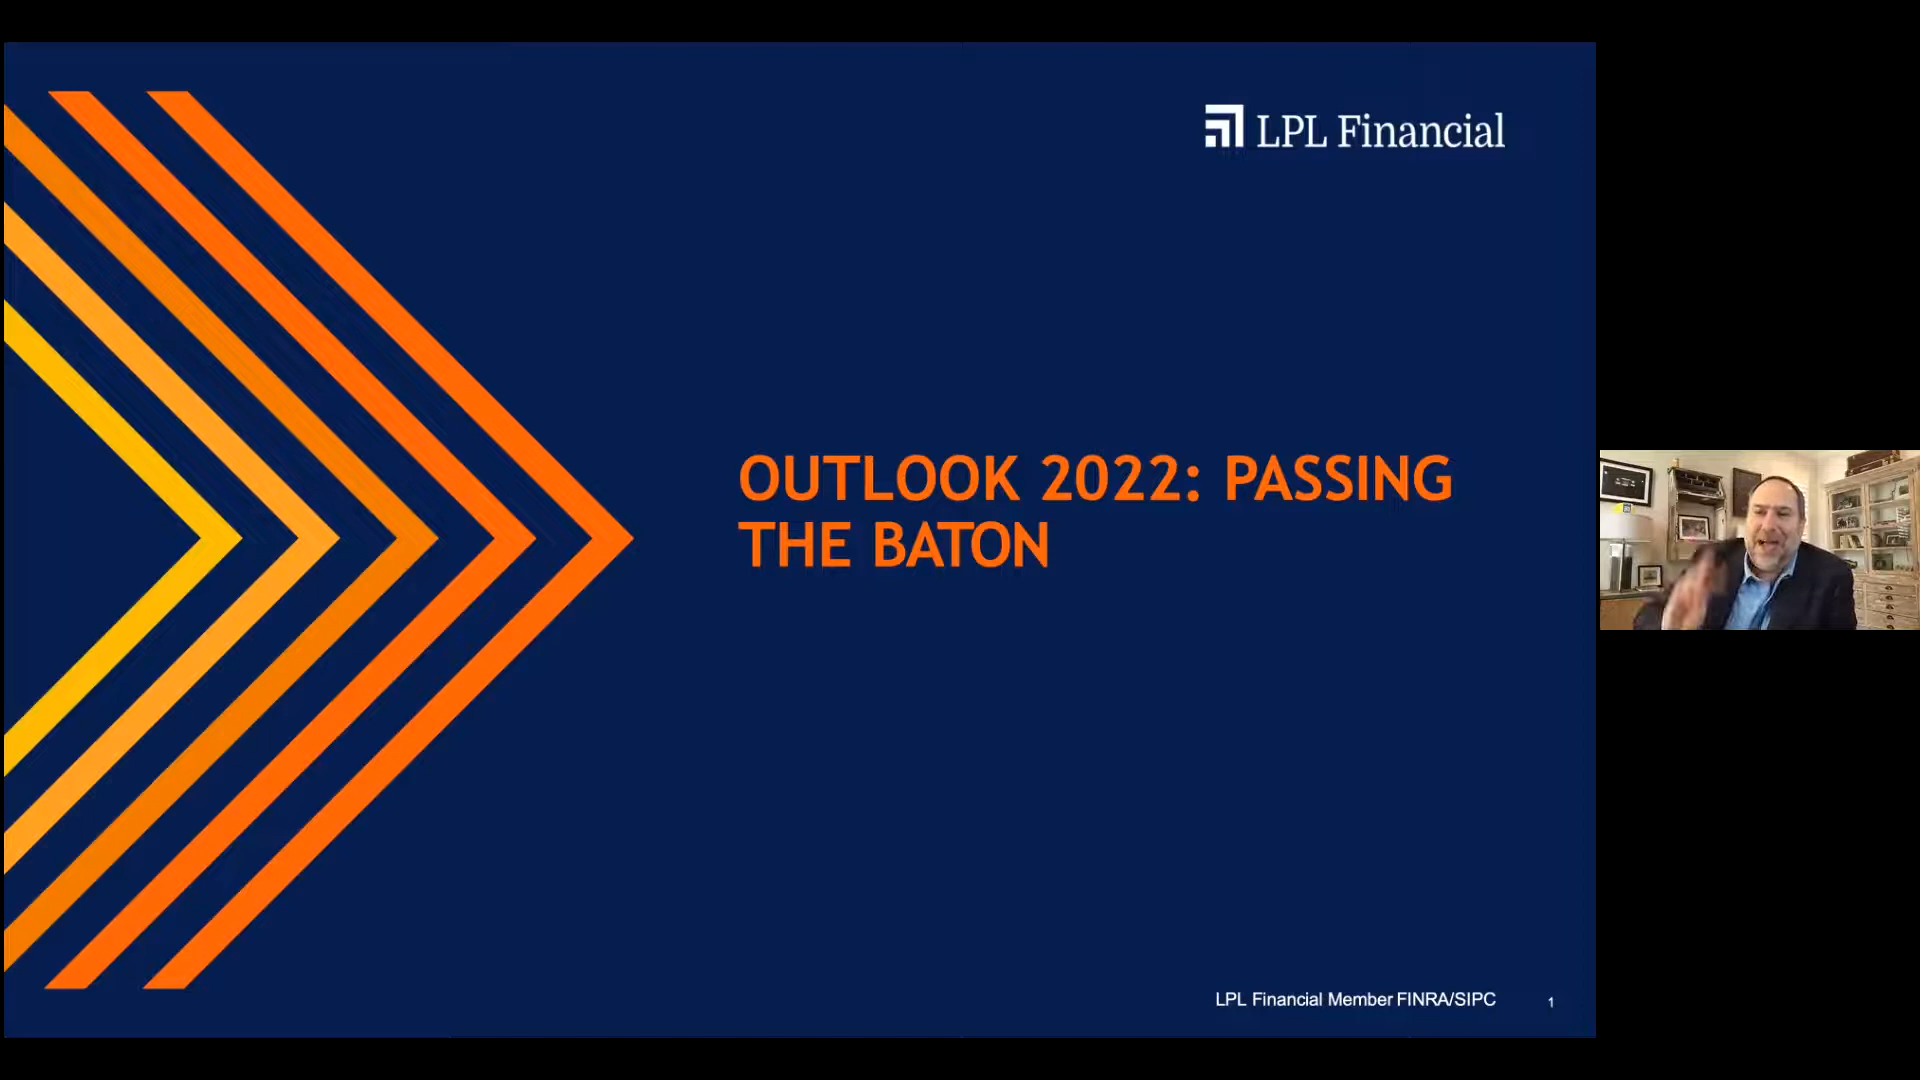 LPL Financial
OUTLOOK 2022: PASSING
THE BATON
LPL Financial Member FINRA/SIPC
1